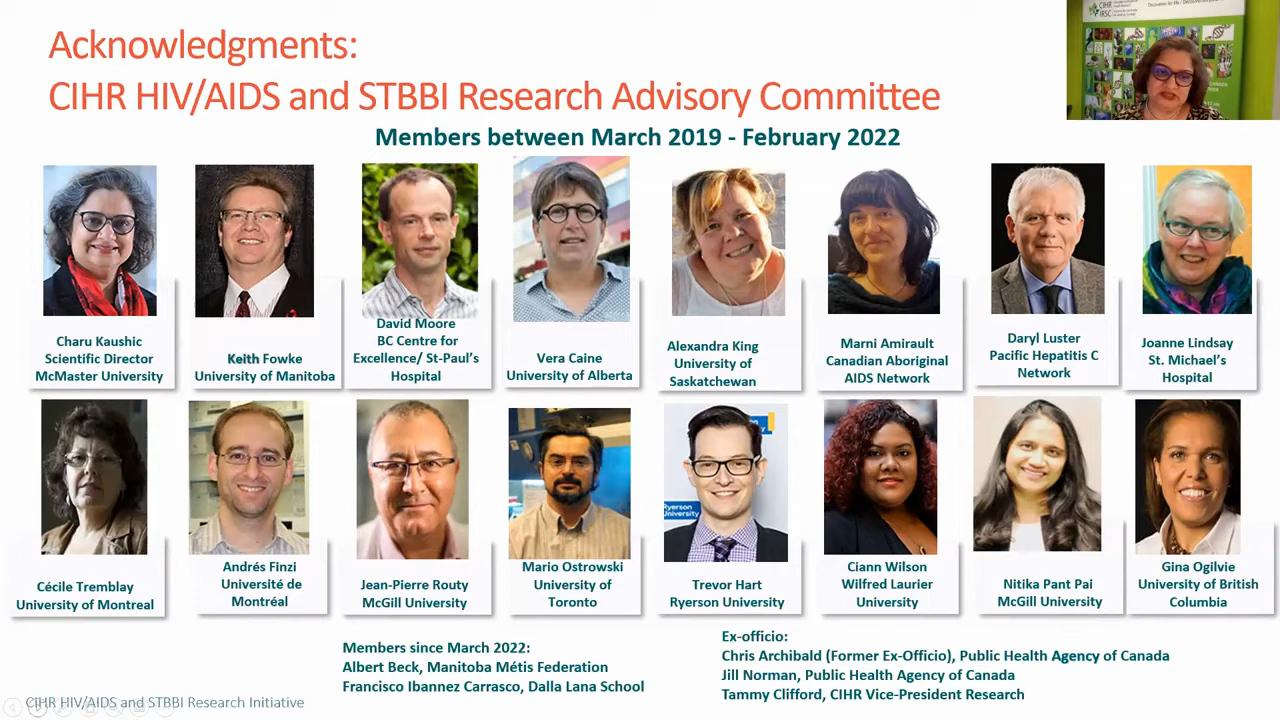 Acknowledgments:
CIHR HIV/AIDS and STBBI Research Advisory Committee
Members between March 2019 - February 2022
CIHR
IRSC
Charu Kaushic
Scientific Director
McMaster University
Keith Fowke
University of Manitoba
David Moore
BC Centre for
Excellence/ St-Paul's
Hospital
Vera Caine
University of Alberta
Alexandra King
University of
Saskatchewan
Marni Amirault
Canadian Aboriginal
AIDS Network
Daryl Luster
Pacific Hepatitis C
Network
Joanne Lindsay
St. Michael's
Hospital
Ryerson
University
Cécile Tremblay
University of Montreal
Andrés Finzi
Université de
Montréal
Jean-Pierre Routy
McGill University
Mario Ostrowski
University of
Toronto
Trevor Hart
Ryerson University
Ciann Wilson
Wilfred Laurier
University
Nitika Pant Pai
McGill University
Gina Ogilvie
University of British
Columbia
Members since March 2022:
Albert Beck, Manitoba Métis Federation
Francisco Ibannez Carrasco, Dalla Lana School
Ex-officio:
Chris Archibald (Former Ex-Officio), Public Health Agency of Canada
Jill Norman, Public Health Agency of Canada
Tammy Clifford, CIHR Vice-President Research
CIHR HIV/AIDS and STBBI Research Initiative